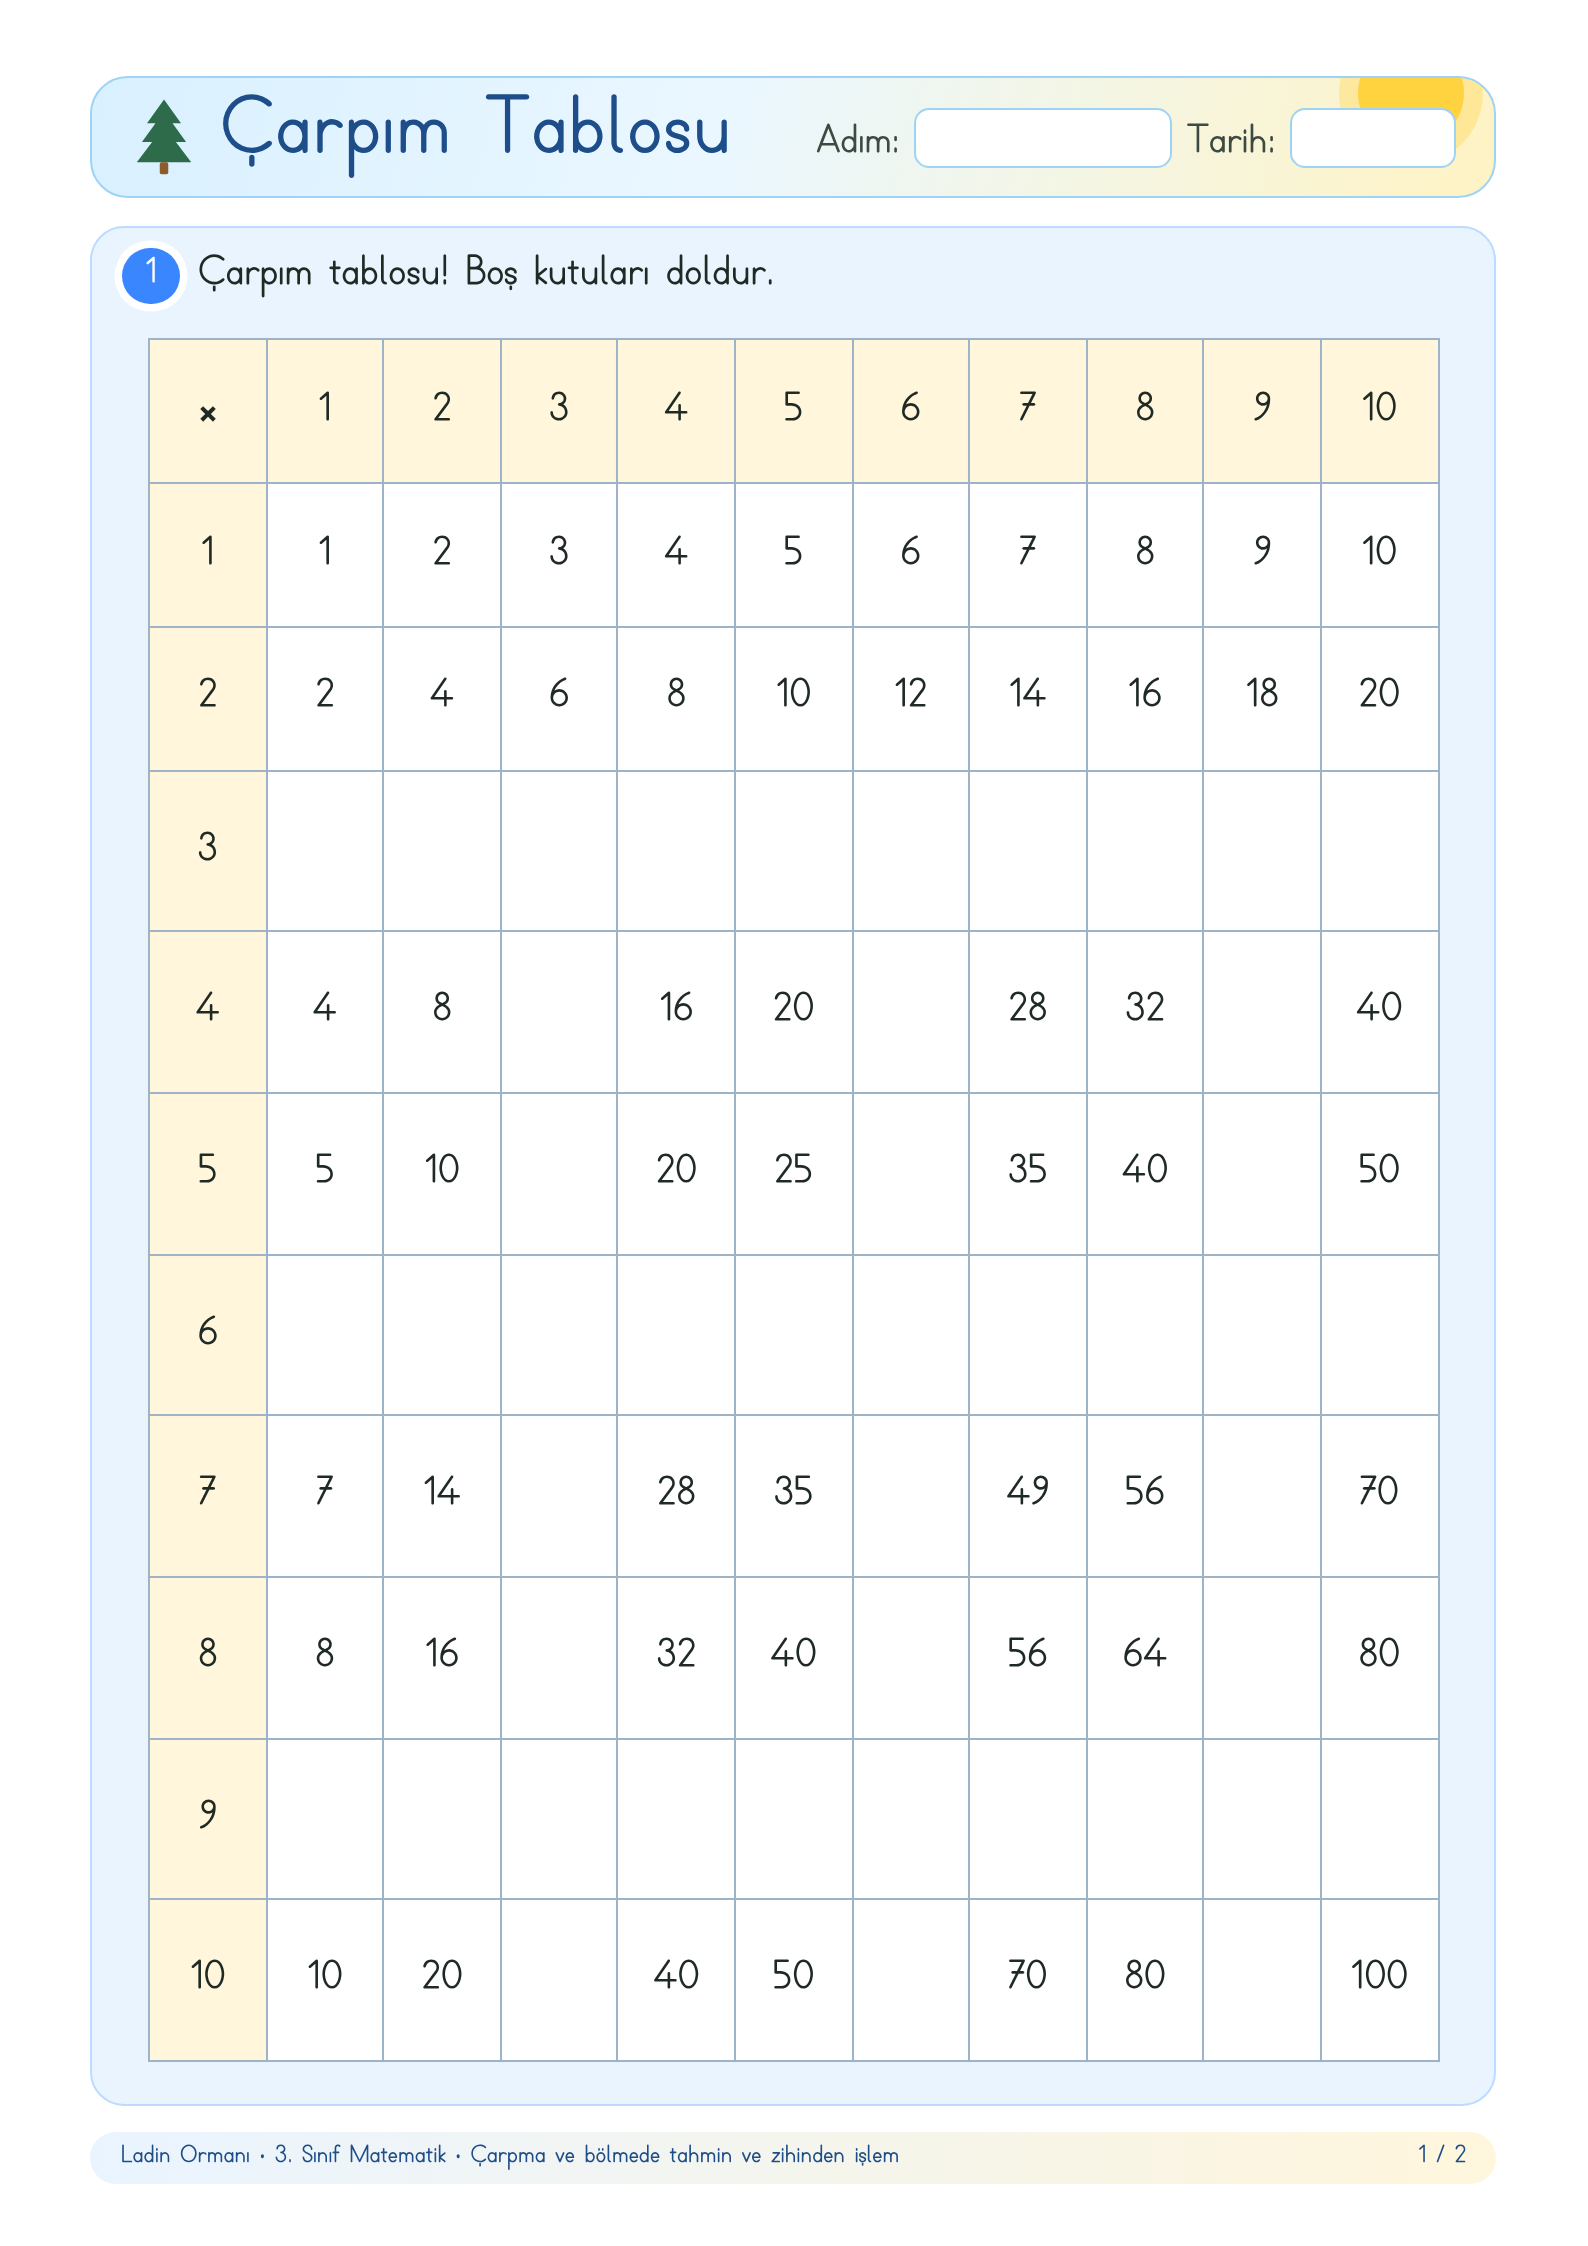 Çarpım Tablosu Adım: Tarih:
1 Çarpım tablosu! Boş kutuları doldur.
× 1 2 3 4 5 6 7 8 9 10
1 1 2 3 4 5 6 7 8 9 10
2 2 4 6 8 10 12 14 16 18 20
3
4 4 8 16 20 28 32 40
5 5 10 20 25 35 40 50
6
7 7 14 28 35 49 56 70
8 8 16 32 40 56 64 80
9
10 10 20 40 50 70 80 100
Ladin Ormanı • 3. Sınıf Matematik • Çarpma ve bölmede tahmin ve zihinden işlem 1 / 2